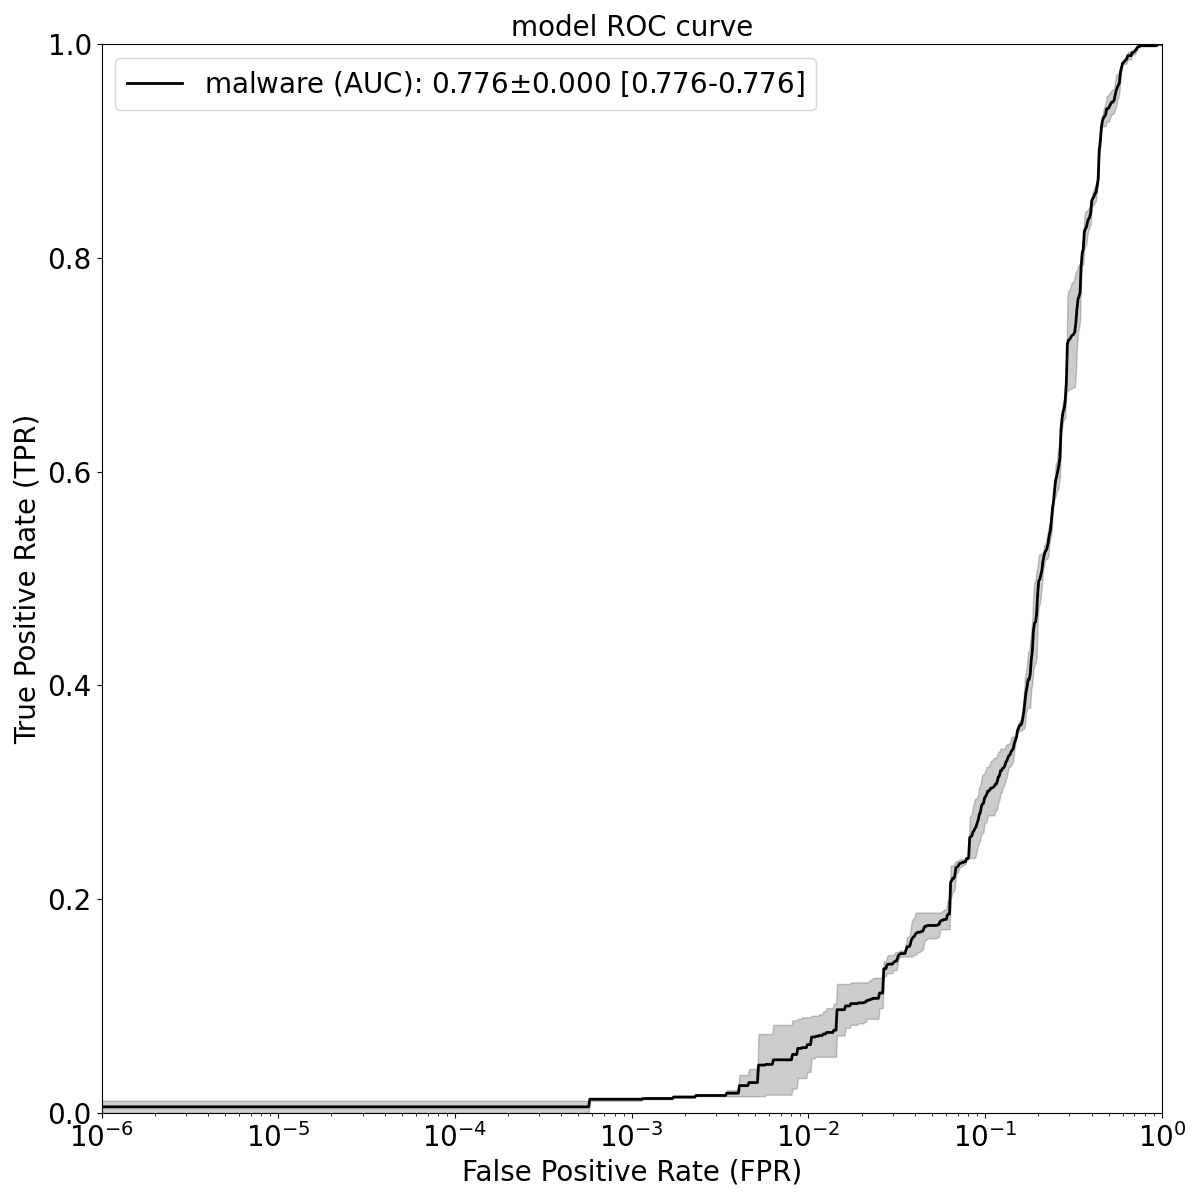 model ROC curve
malware (AUC): 0.776±0.000 [0.776-0.776]
True Positive Rate (TPR)
1.0
0.8
0.6
0.4
0.2
0.0
10⁻⁶ 10⁻⁵ 10⁻⁴ 10⁻³ 10⁻² 10⁻¹ 10⁰
False Positive Rate (FPR)